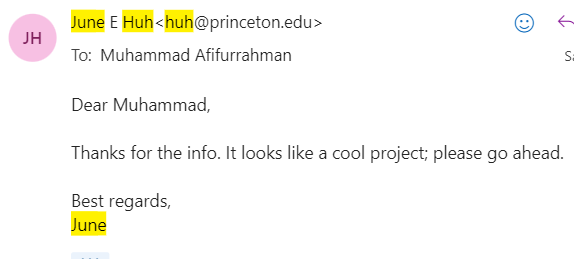 JH
June E Huh<huh@princeton.edu>
To: Muhammad Afifurrahman
Dear Muhammad,
Thanks for the info. It looks like a cool project; please go ahead.
Best regards,
June